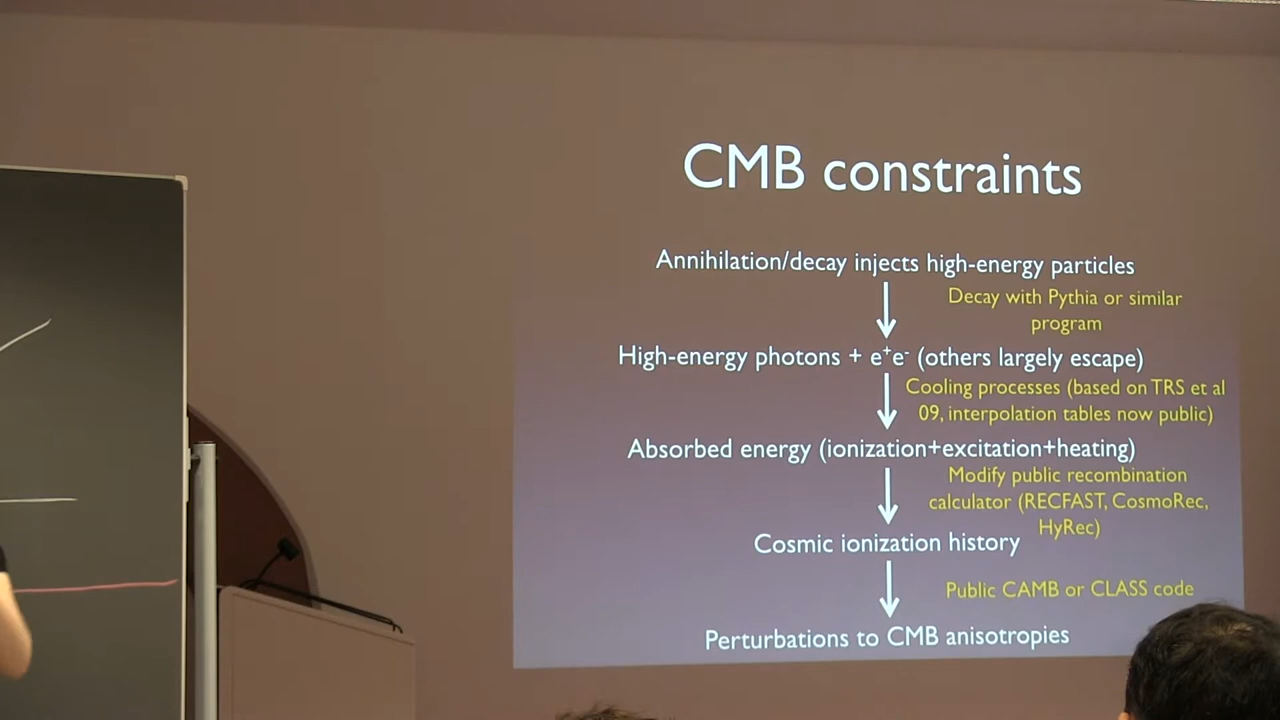 CMB constraints
Annihilation/decay injects high-energy particles
Decay with Pythia or similar
program
High-energy photons + e⁺e⁻ (others largely escape)
Cooling processes (based on TRS et al
09, interpolation tables now public)
Absorbed energy (ionization+excitation+heating)
Modify public recombination
calculator (RECFAST, CosmoRec,
HyRec)
Cosmic ionization history
Public CAMB or CLASS code
Perturbations to CMB anisotropies